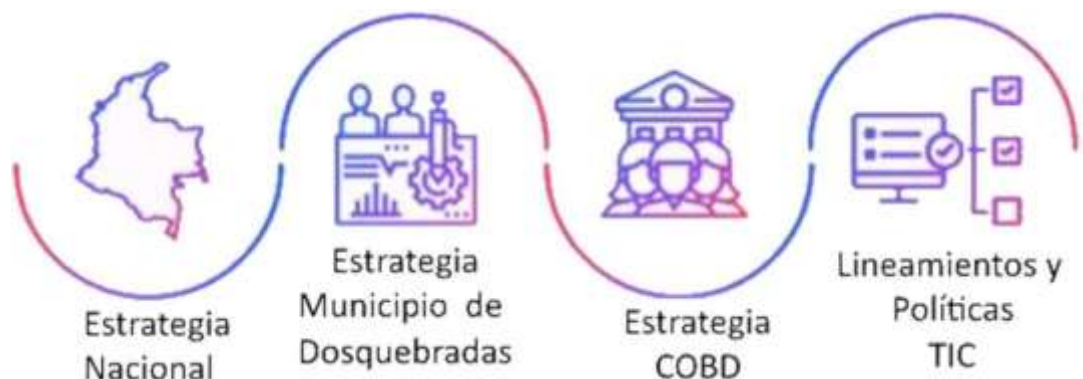 Estrategia
Nacional
Estrategia
Municipio de
Dosquebradas
Estrategia
COBD
Lineamientos y
Políticas
TIC